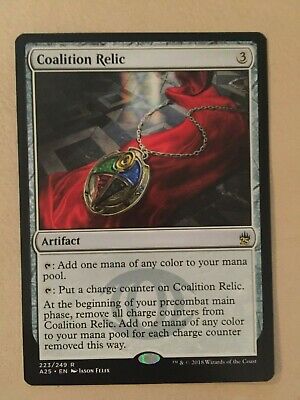 Coalition Relic 3
Artifact
: Add one mana of any color to your mana
pool.
: Put a charge counter on Coalition Relic.
At the beginning of your precombat main
phase, remove all charge counters from
Coalition Relic. Add one mana of any color
to your mana pool for each charge counter
removed this way.
223/249 R
A25 • EN Jason Felix
™ & © 2018 Wizards of the Coast